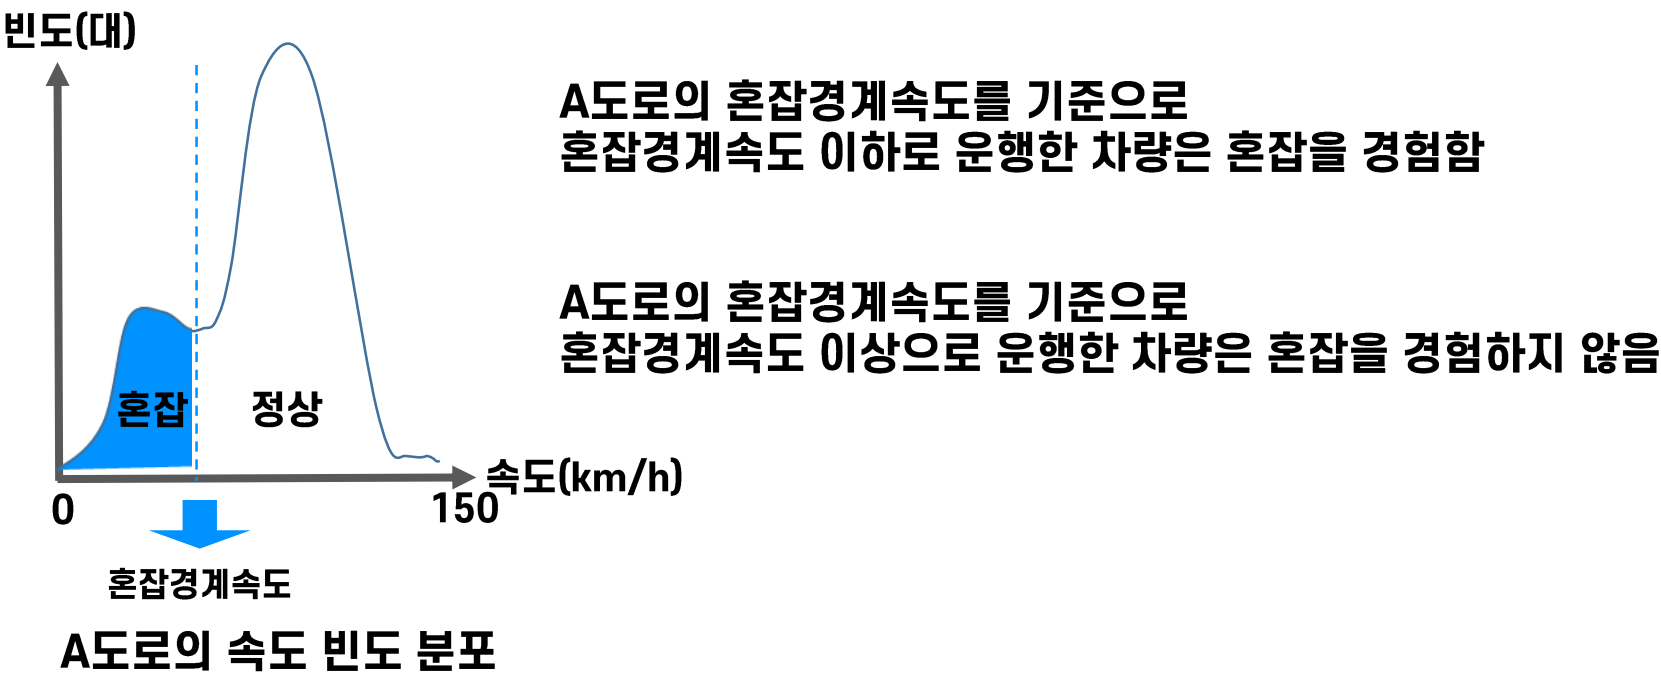 빈도(대)
A도로의 혼잡경계속도를 기준으로
혼잡경계속도 이하로 운행한 차량은 혼잡을 경험함
A도로의 혼잡경계속도를 기준으로
혼잡경계속도 이상으로 운행한 차량은 혼잡을 경험하지 않음
혼잡
정상
속도(km/h)
0
150
혼잡경계속도
A도로의 속도 빈도 분포